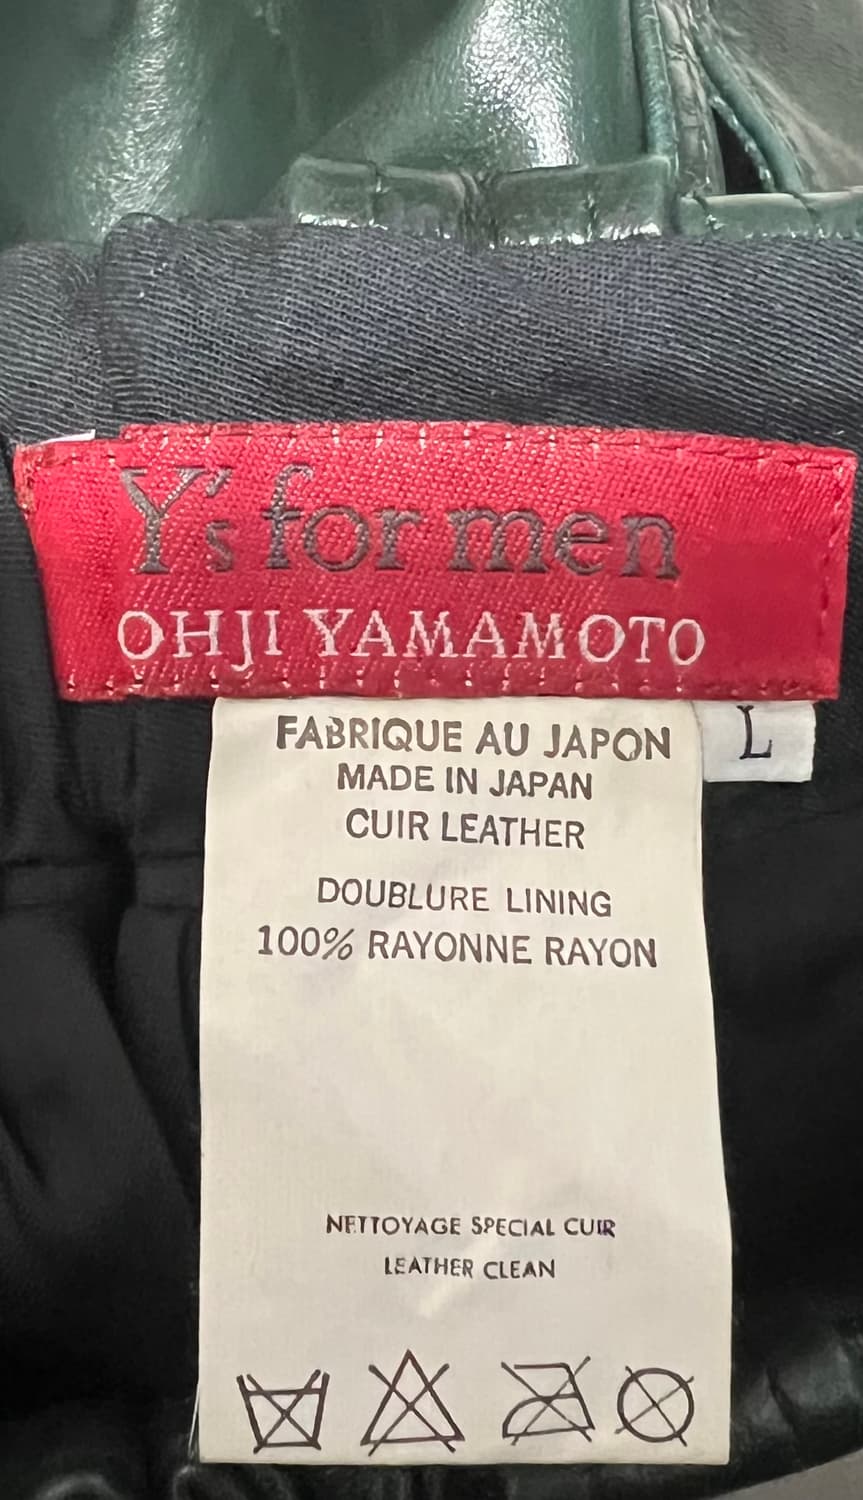 Y's for men
OHJI YAMAMOTO
L
FABRIQUE AU JAPON
MADE IN JAPAN
CUIR LEATHER
DOUBLURE LINING
100% RAYONNE RAYON
NETTOYAGE SPECIAL CUIR
LEATHER CLEAN